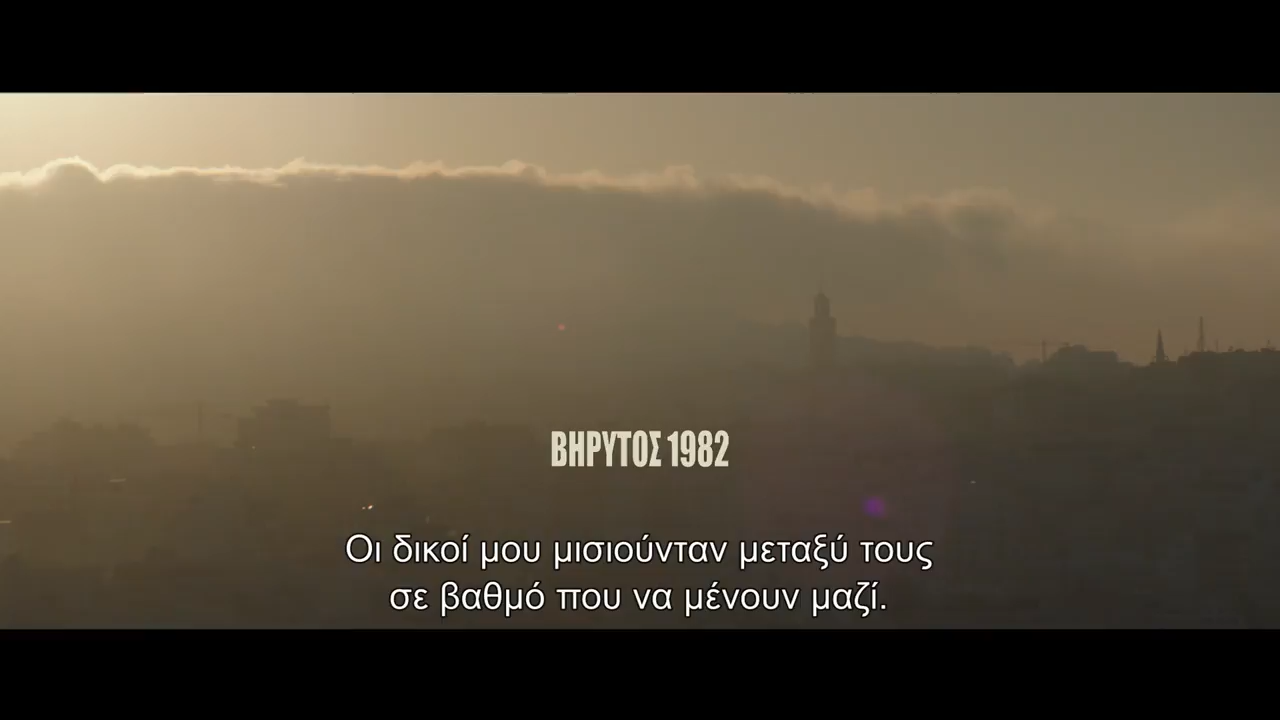 ΒΗΡΥΤΟΣ 1982
Οι δικοί μου μισιούνταν μεταξύ τους
σε βαθμό που να μένουν μαζί.